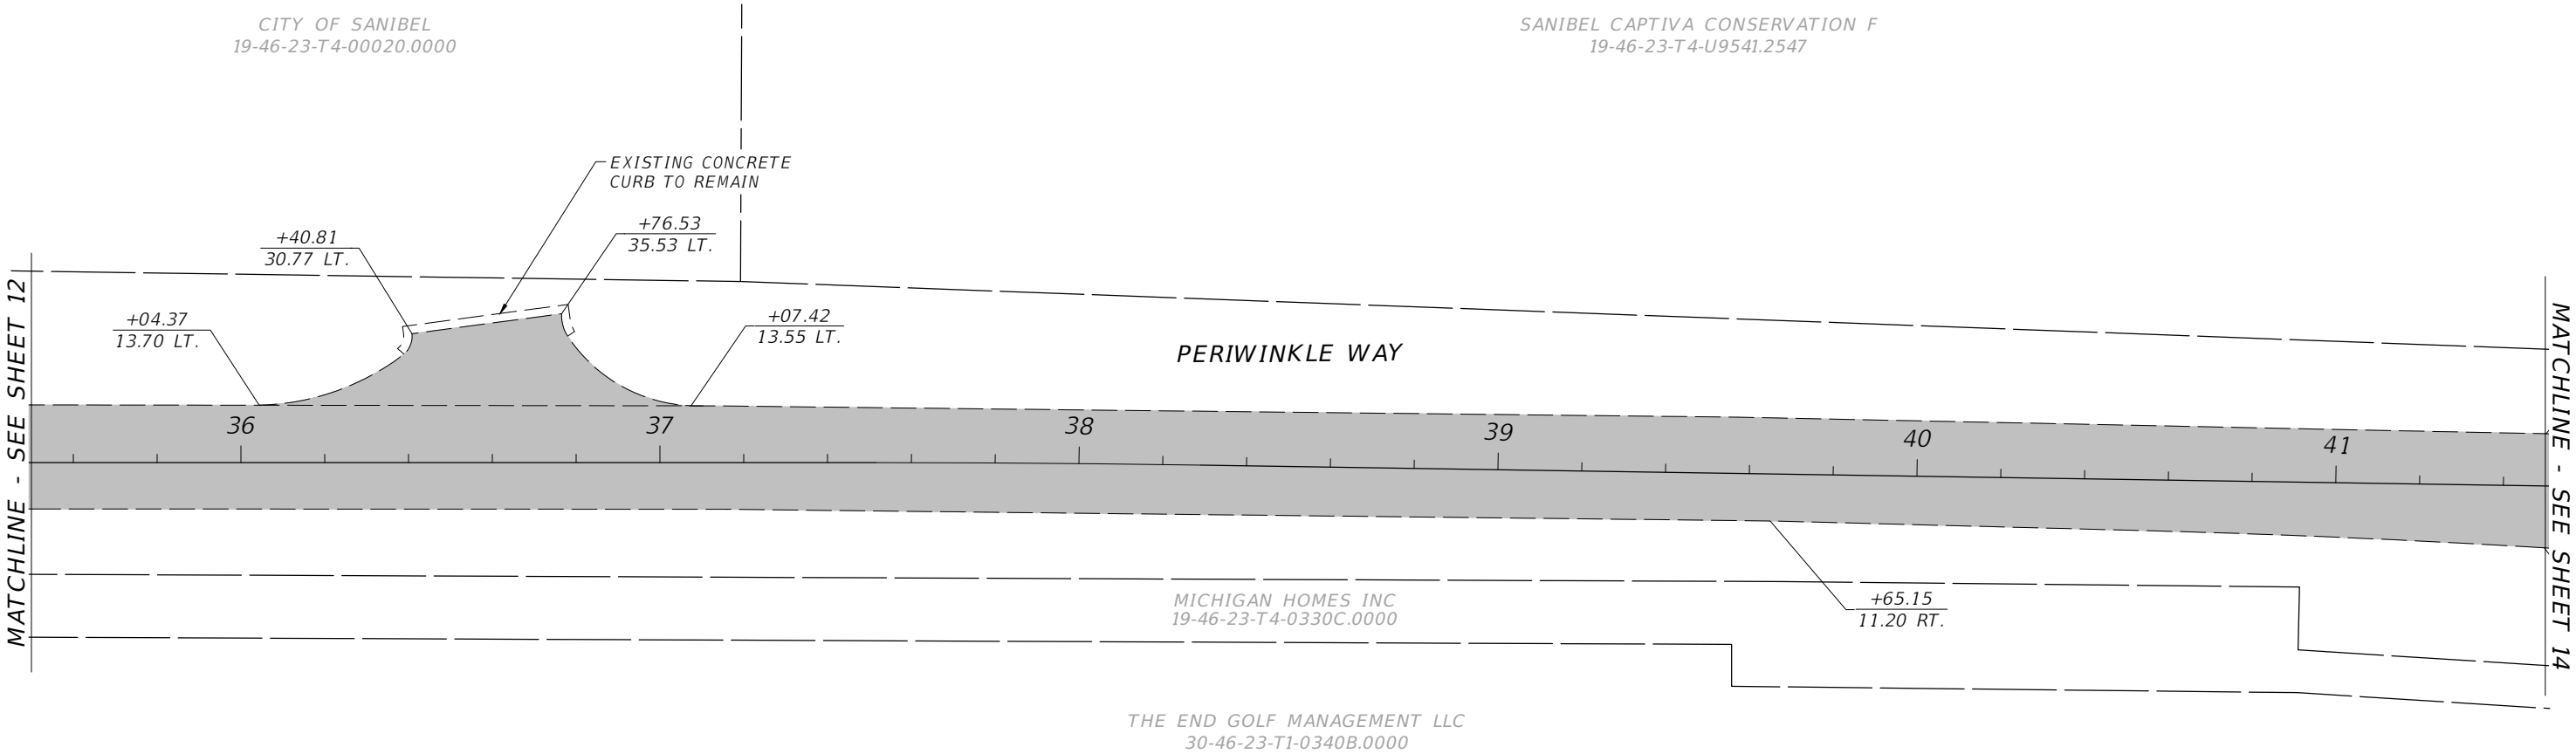 CITY OF SANIBEL
19-46-23-T4-00020.0000
SANIBEL CAPTIVA CONSERVATION F
19-46-23-T4-U9541.2547
EXISTING CONCRETE
CURB TO REMAIN
+40.81
30.77 LT.
+76.53
35.53 LT.
+04.37
13.70 LT.
+07.42
13.55 LT.
PERIWINKLE WAY
MATCHLINE - SEE SHEET 12
36
37
38
39
40
41
MATCHLINE - SEE SHEET 14
MICHIGAN HOMES INC
19-46-23-T4-0330C.0000
+65.15
11.20 RT.
THE END GOLF MANAGEMENT LLC
30-46-23-T1-0340B.0000